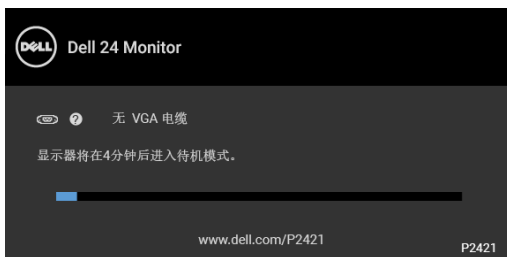 DELL Dell 24 Monitor
? 无 VGA 电缆
显示器将在4分钟后进入待机模式。
www.dell.com/P2421
P2421